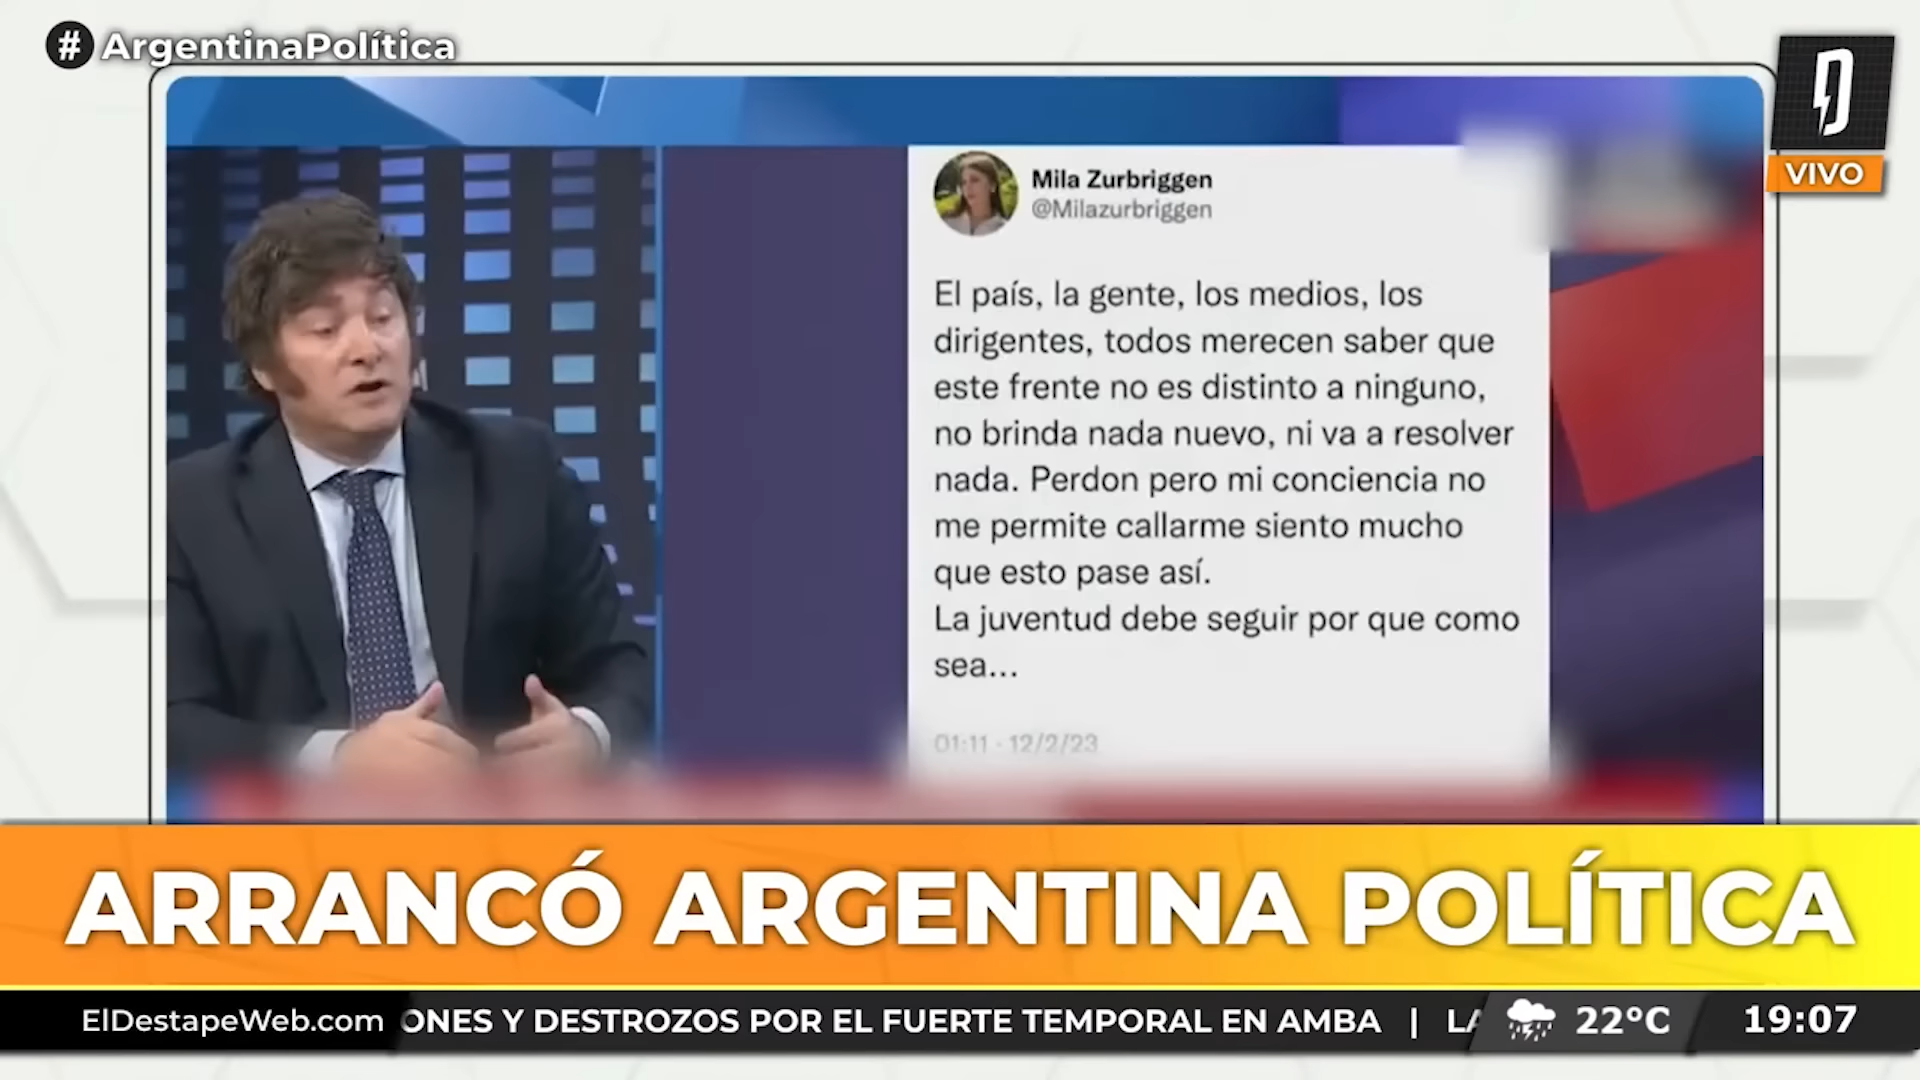 # ArgentinaPolítica
VIVO
Mila Zurbriggen
@Milazurbriggen
El país, la gente, los medios, los
dirigentes, todos merecen saber que
este frente no es distinto a ninguno,
no brinda nada nuevo, ni va a resolver
nada. Perdon pero mi conciencia no
me permite callarme siento mucho
que esto pase así.
La juventud debe seguir por que como
sea...
01:11 - 12/2/23
ARRANCÓ ARGENTINA POLÍTICA
ElDestapeWeb.com ONES Y DESTROZOS POR EL FUERTE TEMPORAL EN AMBA | LA 22°C 19:07